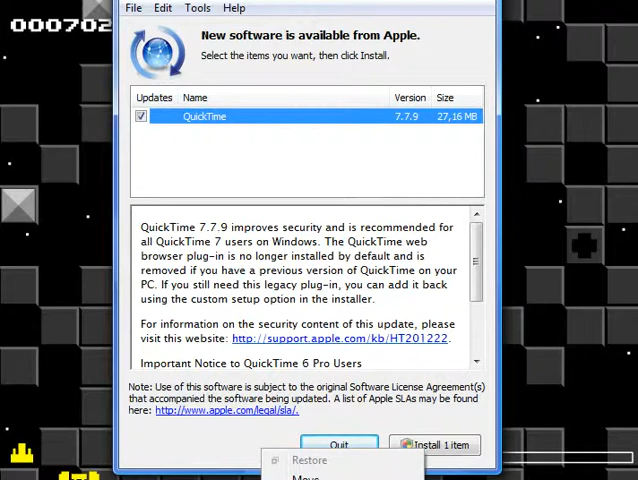 000702
File Edit Tools Help
New software is available from Apple.
Select the items you want, then click Install.
Updates Name Version Size
QuickTime 7.7.9 27,16 MB
QuickTime 7.7.9 improves security and is recommended for
all QuickTime 7 users on Windows. The QuickTime web
browser plug-in is no longer installed by default and is
removed if you have a previous version of QuickTime on your
PC. If you still need this legacy plug-in, you can add it back
using the custom setup option in the installer.
For information on the security content of this update, please
visit this website: http://support.apple.com/kb/HT201222.
Important Notice to QuickTime 6 Pro Users
Note: Use of this software is subject to the original Software License Agreement(s)
that accompanied the software being updated. A list of Apple SLAs may be found
here: http://www.apple.com/legal/sla/.
Quit Install 1 item
Restore
Move